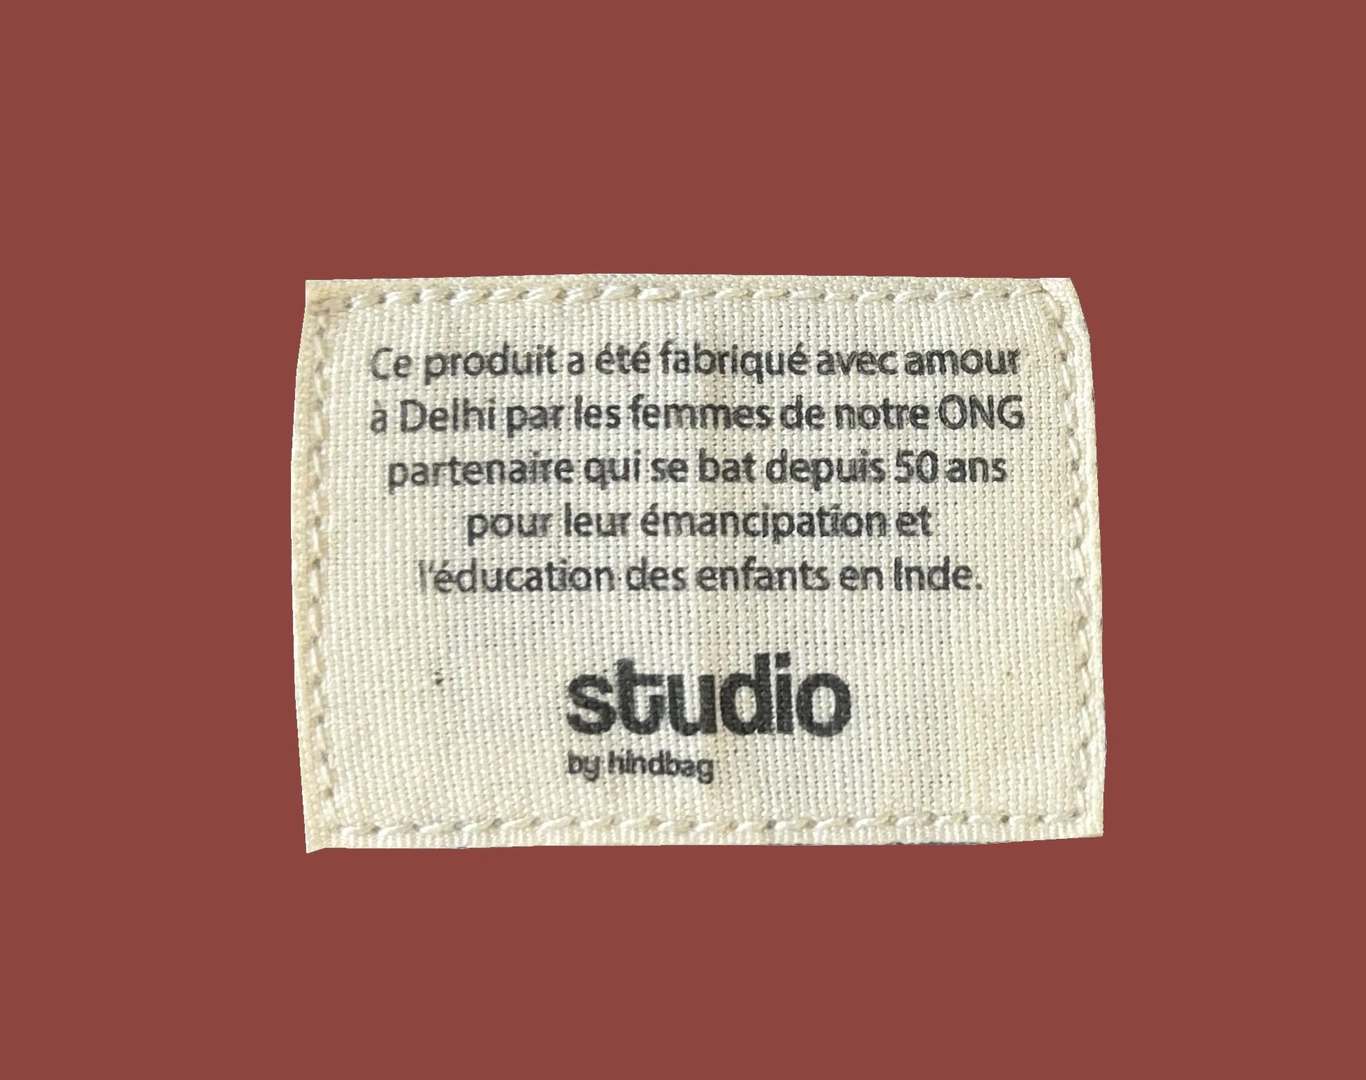 Ce produit a été fabriqué avec amour
à Delhi par les femmes de notre ONG
partenaire qui se bat depuis 50 ans
pour leur émancipation et
l'éducation des enfants en Inde.
studio
by hindbag